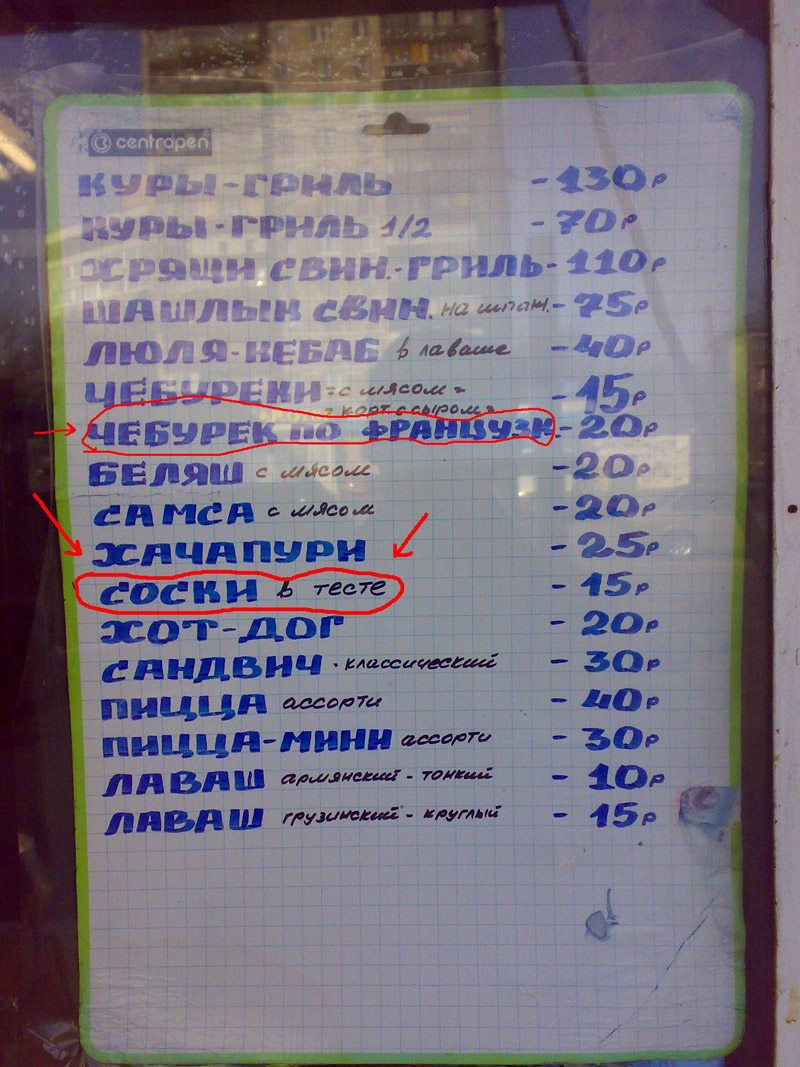 centropen
КУРЫ-ГРИЛЬ - 130р
КУРЫ-ГРИЛЬ 1/2 - 70р
ХРЯЩИ СВИН.-ГРИЛЬ- 110р
ШАШЛЫК СВИН. на шпаж. - 75р
ЛЮЛЯ-КЕБАБ в лаваше - 40р
ЧЕБУРЕКИ =с мясом= - 15р
= карт с сыром=
ЧЕБУРЕК ПО ФРАНЦУЗК. - 20р
БЕЛЯШ с мясом - 20р
САМСА с мясом - 20р
ХАЧАПУРИ - 25р
СОСКИ в тесте - 15р
ХОТ-ДОГ - 20р
САНДВИЧ . классический - 30р
ПИЦЦА ассорти - 40р
ПИЦЦА-МИНИ ассорти - 30р
ЛАВАШ армянский - тонкий - 10р
ЛАВАШ грузинский - круглый - 15р